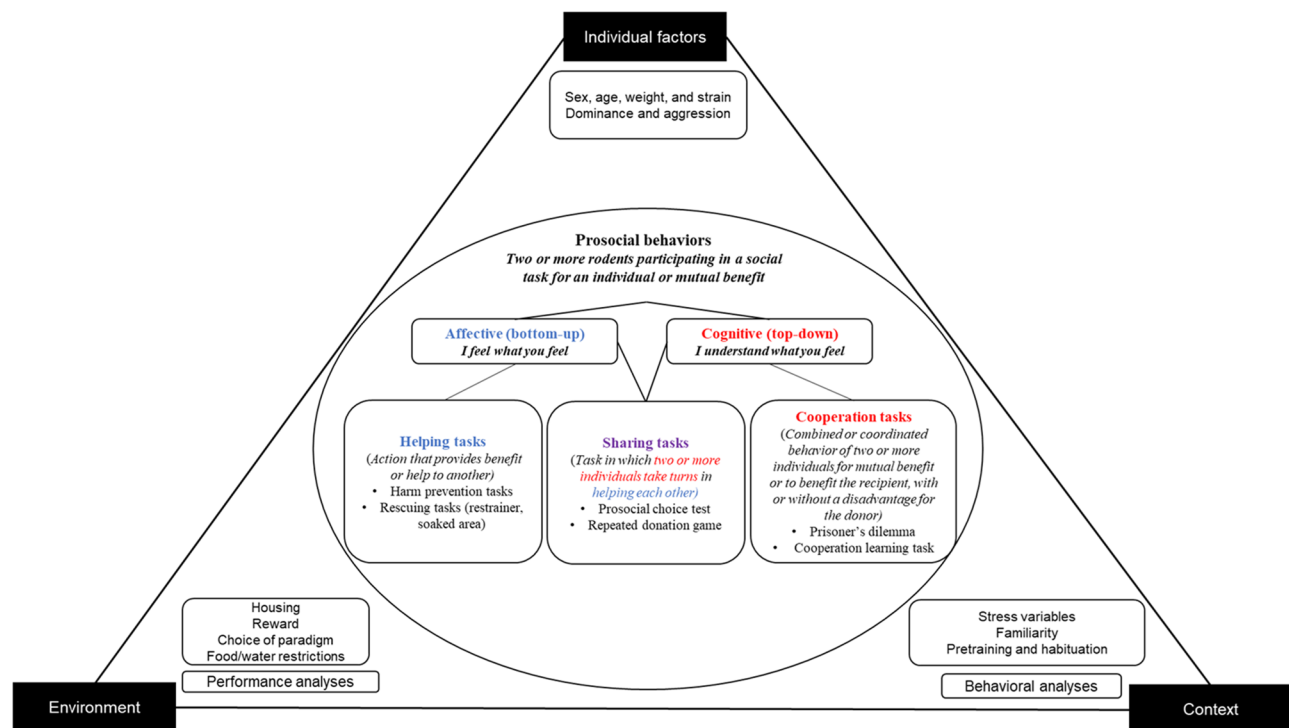 Individual factors
Sex, age, weight, and strain
Dominance and aggression
Prosocial behaviors
Two or more rodents participating in a social
task for an individual or mutual benefit
Affective (bottom-up)
I feel what you feel
Cognitive (top-down)
I understand what you feel
Helping tasks
(Action that provides benefit
or help to another)
• Harm prevention tasks
• Rescuing tasks (restrainer,
soaked area)
Sharing tasks
(Task in which two or more
individuals take turns in
helping each other)
• Prosocial choice test
• Repeated donation game
Cooperation tasks
(Combined or coordinated
behavior of two or more
individuals for mutual benefit
or to benefit the recipient, with
or without a disadvantage for
the donor)
• Prisoner’s dilemma
• Cooperation learning task
Housing
Reward
Choice of paradigm
Food/water restrictions
Performance analyses
Environment
Stress variables
Familiarity
Pretraining and habituation
Behavioral analyses
Context